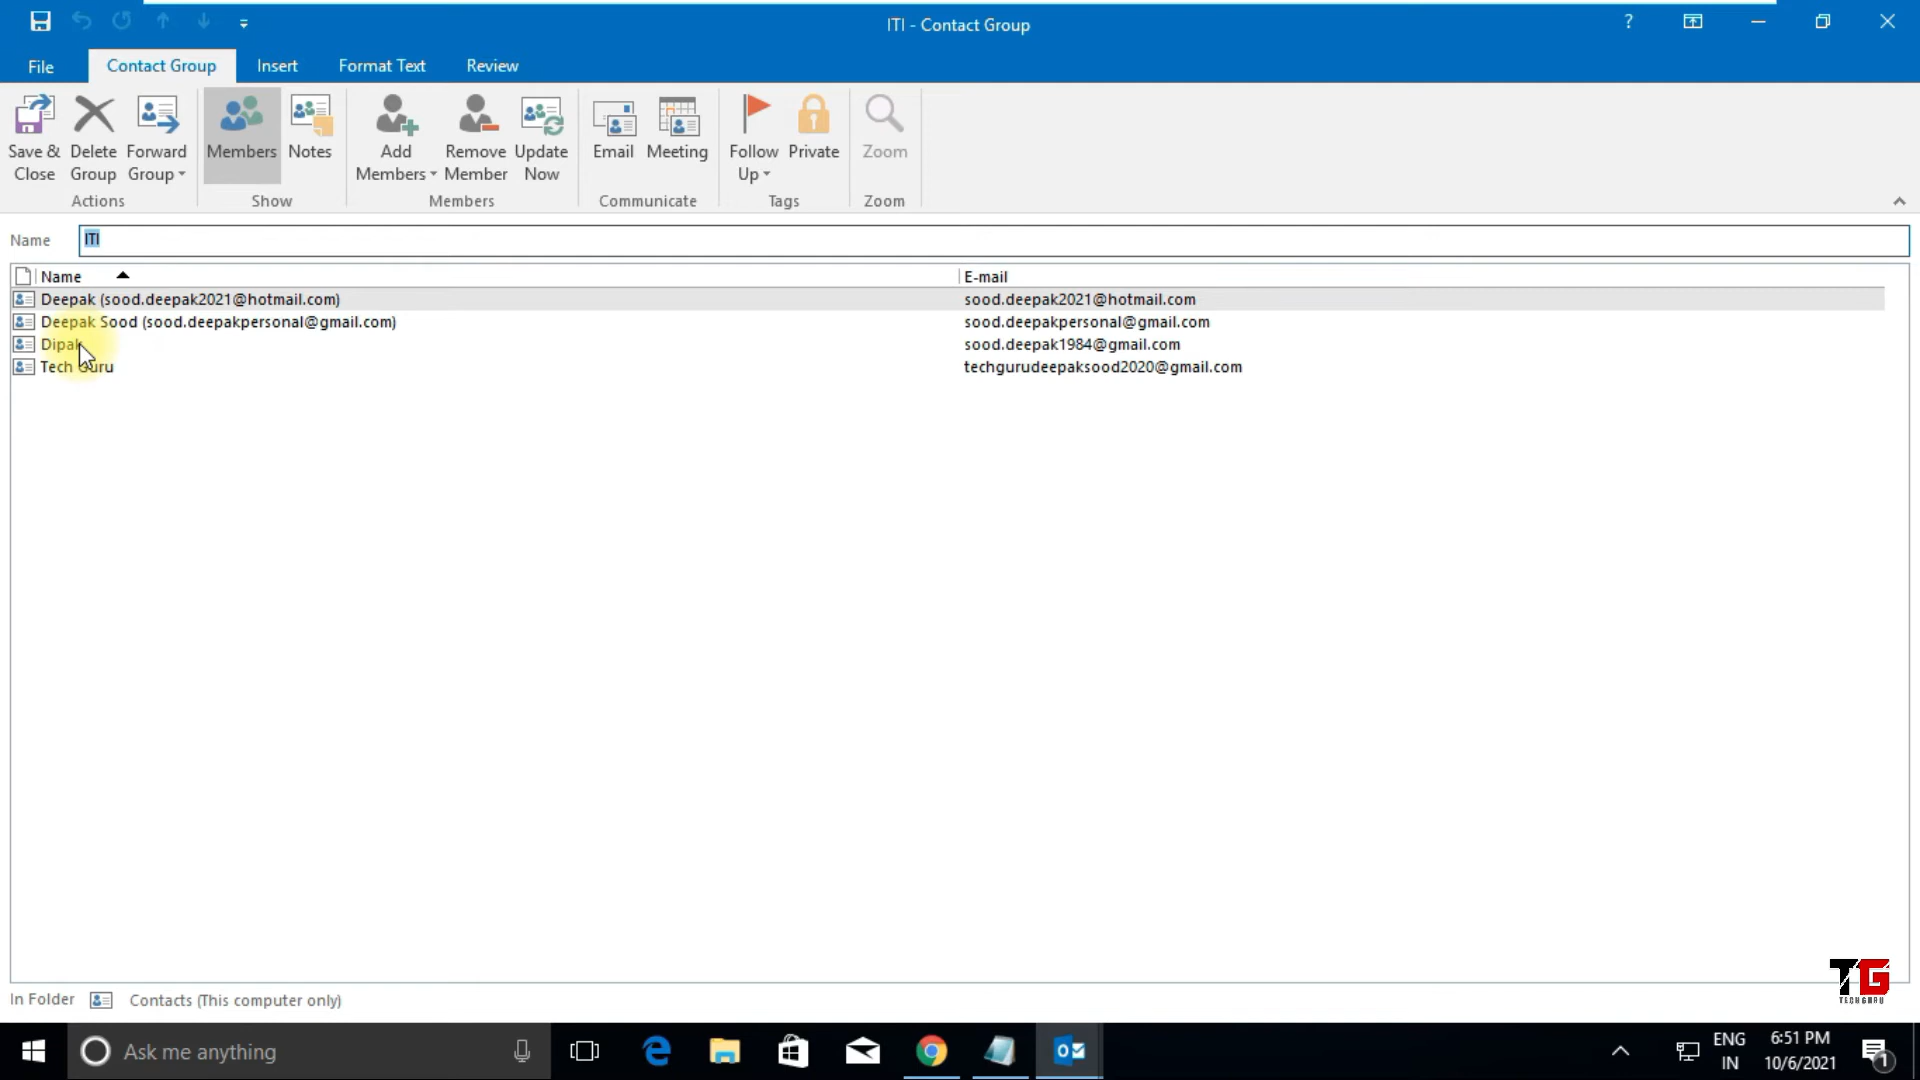 ITI - Contact Group
?
File Contact Group Insert Format Text Review
Save & Close
Delete Group
Forward Group
Members
Notes
Add Members
Remove Member
Update Now
Email
Meeting
Follow Up
Private
Zoom
Actions Show Members Communicate Tags Zoom
Name ITI
Name E-mail
Deepak (sood.deepak2021@hotmail.com) sood.deepak2021@hotmail.com
Deepak Sood (sood.deepakpersonal@gmail.com) sood.deepakpersonal@gmail.com
Dipak sood.deepak1984@gmail.com
Tech Guru techgurudeepaksood2020@gmail.com
TG
TECH GURU
In Folder Contacts (This computer only)
Ask me anything
ENG 6:51 PM
IN 10/6/2021
1